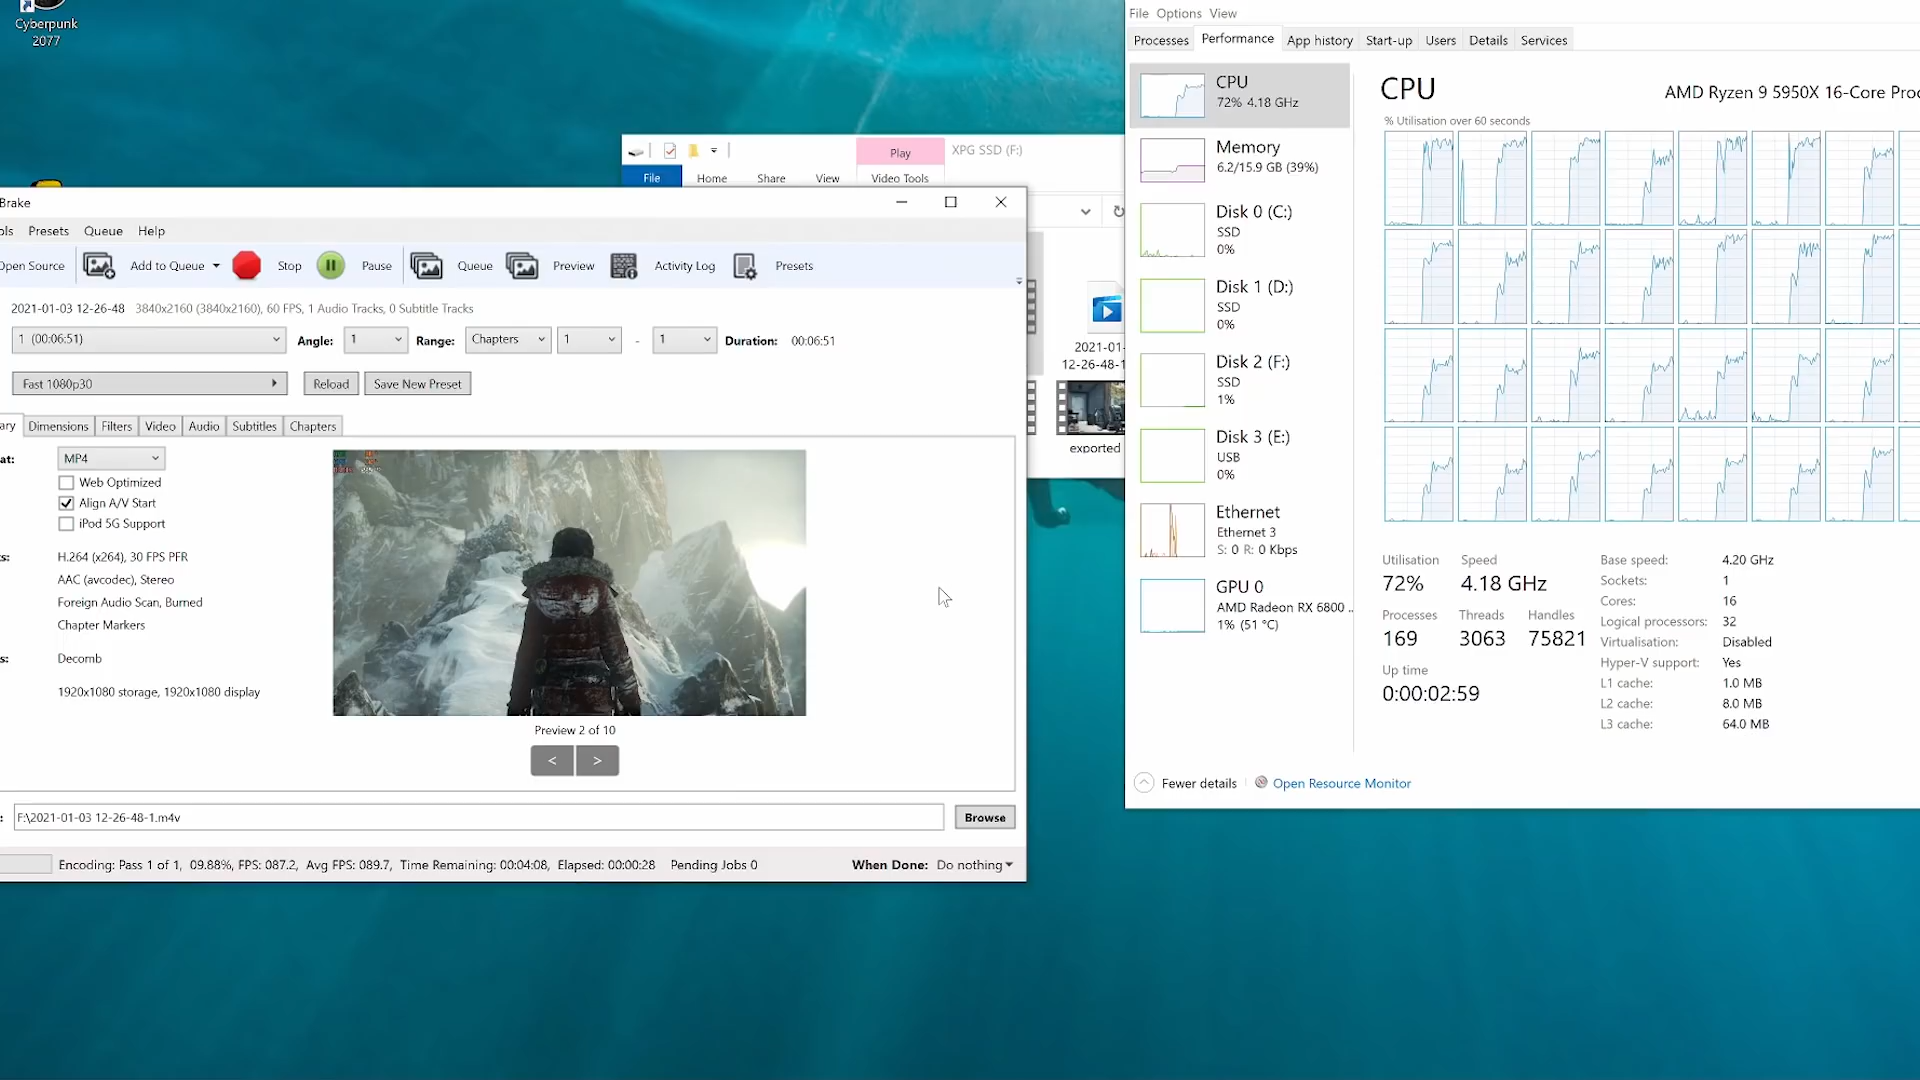 Cyberpunk
2077
Play
XPG SSD (F:)
File
Home
Share
View
Video Tools
2021-01-
12-26-48-1
exported
Brake
ols
Presets
Queue
Help
Open Source
Add to Queue
Stop
Pause
Queue
Preview
Activity Log
Presets
2021-01-03 12-26-48
3840x2160 (3840x2160), 60 FPS, 1 Audio Tracks, 0 Subtitle Tracks
1 (00:06:51)
Angle:
1
Range:
Chapters
1
-
1
Duration:
00:06:51
Fast 1080p30
Reload
Save New Preset
ary
Dimensions
Filters
Video
Audio
Subtitles
Chapters
at:
MP4
Web Optimized
Align A/V Start
iPod 5G Support
s:
H.264 (x264), 30 FPS PFR
AAC (avcodec), Stereo
Foreign Audio Scan, Burned
Chapter Markers
s:
Decomb
1920x1080 storage, 1920x1080 display
Preview 2 of 10
<
>
:
F:\2021-01-03 12-26-48-1.m4v
Browse
Encoding: Pass 1 of 1, 09.88%, FPS: 087.2, Avg FPS: 089.7, Time Remaining: 00:04:08, Elapsed: 00:00:28 Pending Jobs 0
When Done:
Do nothing
File
Options
View
Processes
Performance
App history
Start-up
Users
Details
Services
CPU
72% 4.18 GHz
Memory
6.2/15.9 GB (39%)
Disk 0 (C:)
SSD
0%
Disk 1 (D:)
SSD
0%
Disk 2 (F:)
SSD
1%
Disk 3 (E:)
USB
0%
Ethernet
Ethernet 3
S: 0 R: 0 Kbps
GPU 0
AMD Radeon RX 6800 ...
1% (51 °C)
CPU
AMD Ryzen 9 5950X 16-Core Proc
% Utilisation over 60 seconds
Utilisation
Speed
72%
4.18 GHz
Processes
Threads
Handles
169
3063
75821
Up time
0:00:02:59
Base speed:
4.20 GHz
Sockets:
1
Cores:
16
Logical processors:
32
Virtualisation:
Disabled
Hyper-V support:
Yes
L1 cache:
1.0 MB
L2 cache:
8.0 MB
L3 cache:
64.0 MB
Fewer details
Open Resource Monitor